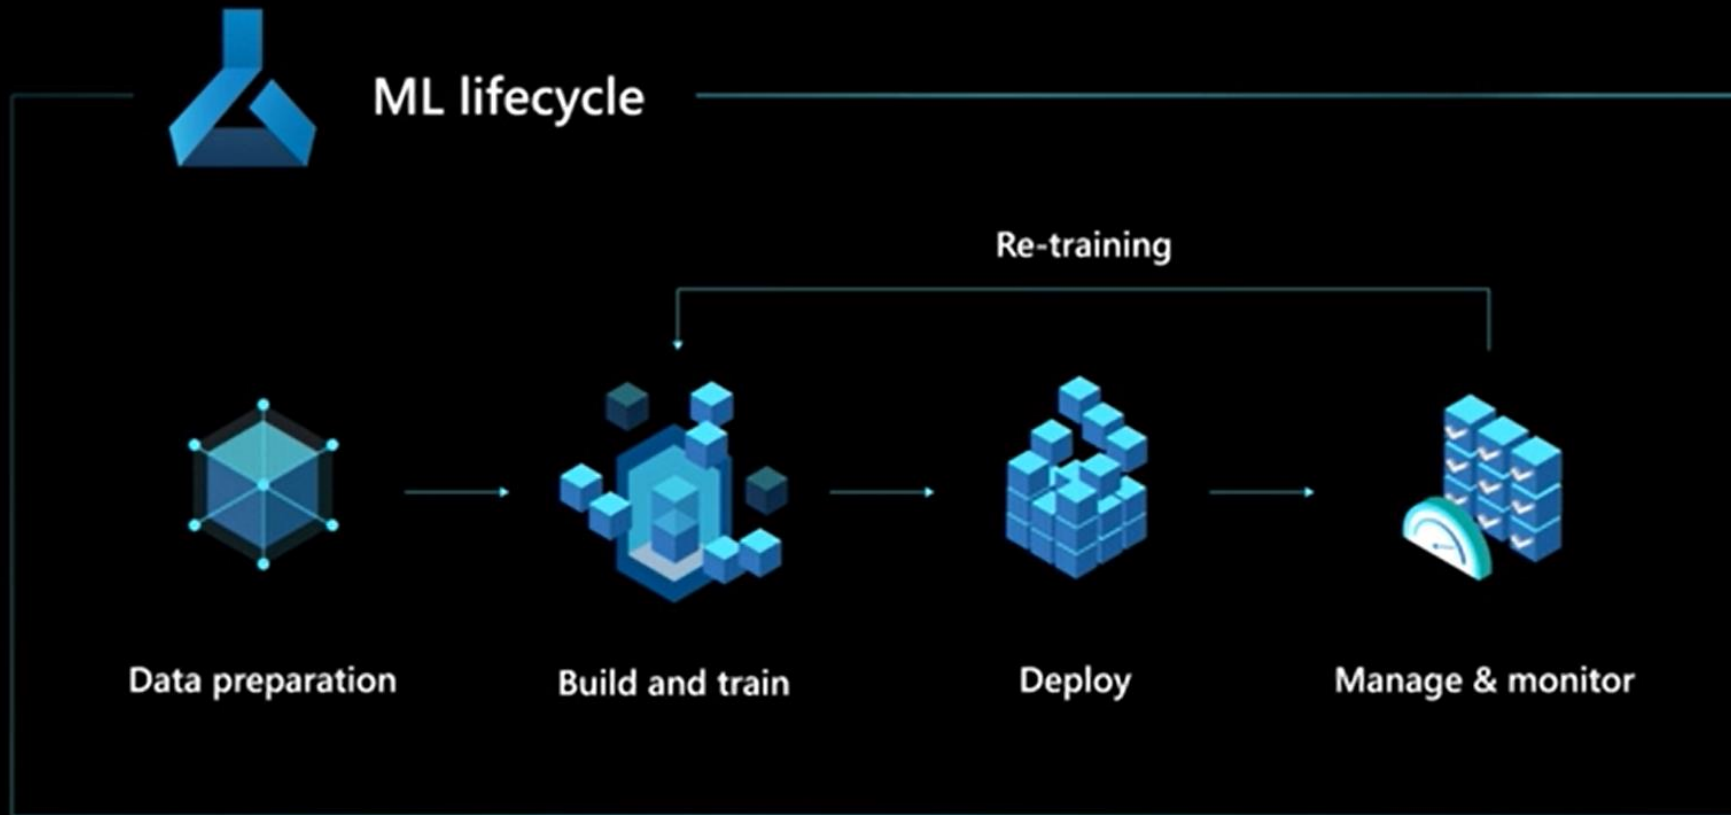 ML lifecycle
Re-training
Data preparation
Build and train
Deploy
Manage & monitor